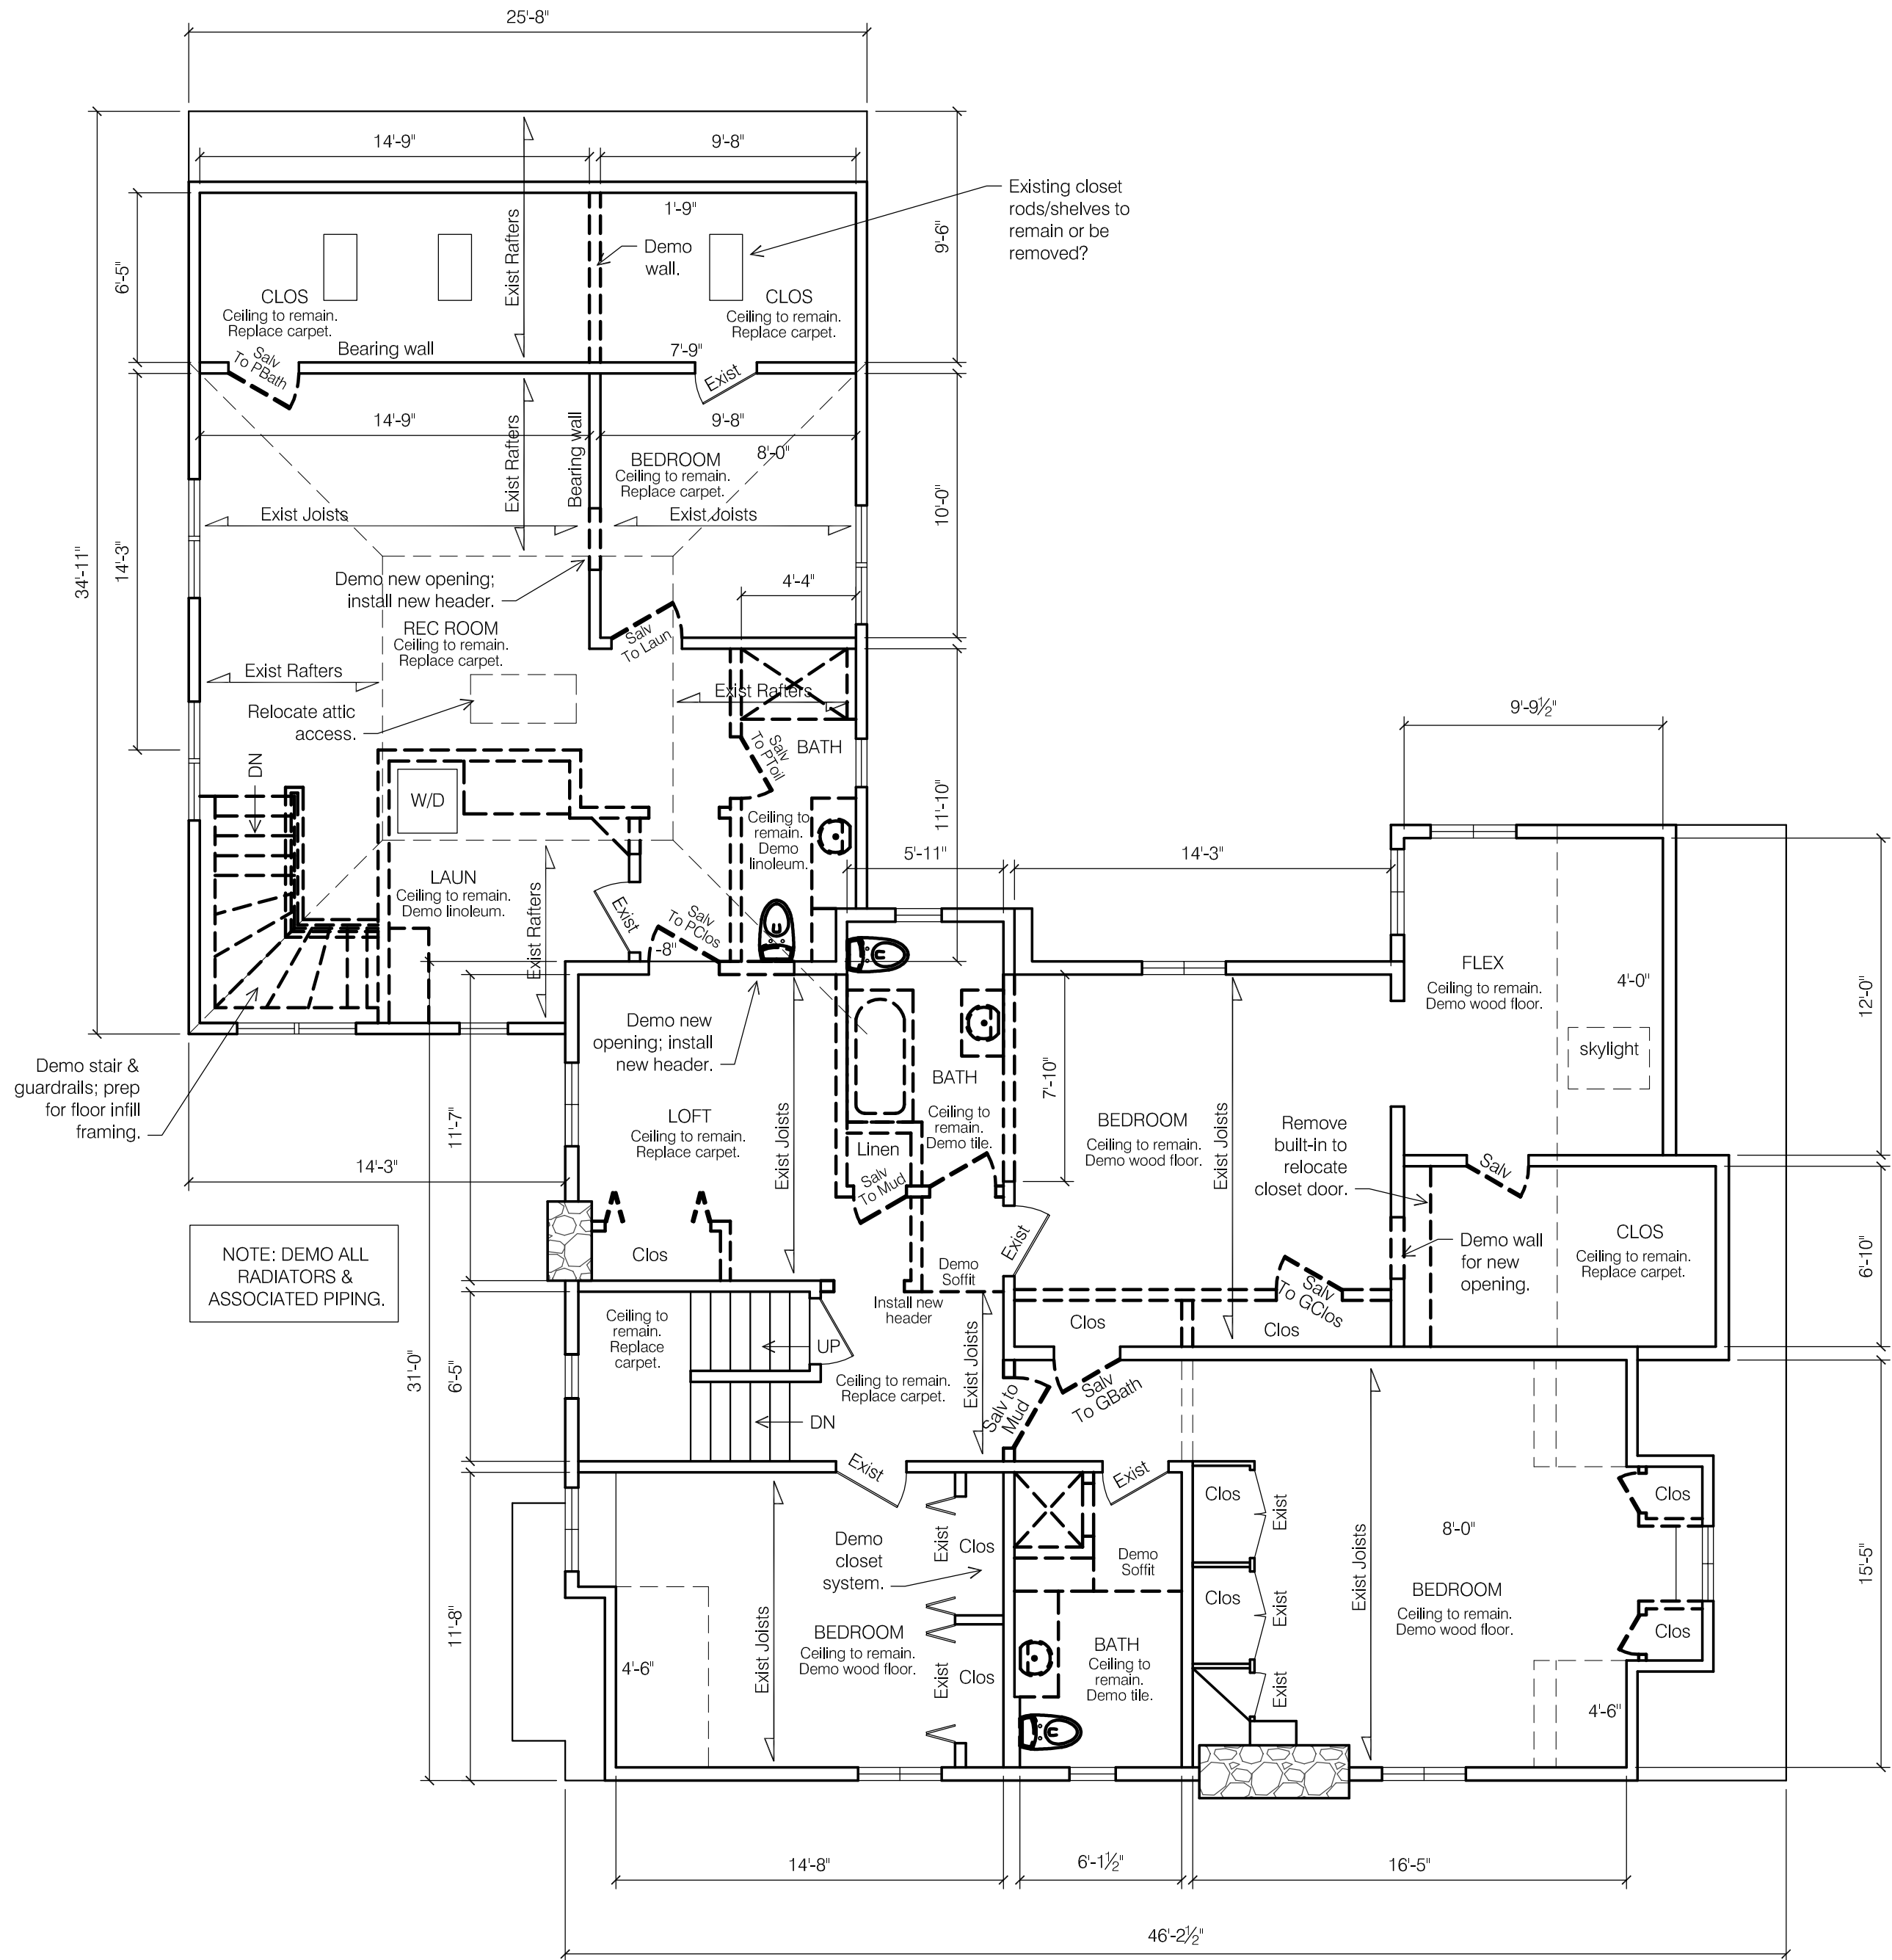 25'-8"
14'-9"
9'-8"
1'-9"
Existing closet
rods/shelves to
remain or be
removed?
Demo
wall.
6'-5"
9'-6"
Exist Rafters
CLOS
Ceiling to remain.
Replace carpet.
CLOS
Ceiling to remain.
Replace carpet.
Bearing wall
7'-9"
Salv
To PBath
Exist
14'-9"
9'-8"
8'-0"
Exist Rafters
Bearing wall
BEDROOM
Ceiling to remain.
Replace carpet.
Exist Joists
Exist Joists
10'-0"
34'-11"
14'-3"
Demo new opening;
install new header.
4'-4"
REC ROOM
Ceiling to remain.
Replace carpet.
Salv
To Laun
Exist Rafters
Exist Rafters
Relocate attic
access.
9'-9½"
Salv
To PToil
BATH
DN
W/D
Ceiling to
remain.
Demo
linoleum.
11'-10"
5'-11"
14'-3"
LAUN
Ceiling to remain.
Demo linoleum.
Exist Rafters
Exist
Salv
To PClos
-8"
FLEX
Ceiling to remain.
Demo wood floor.
4'-0"
12'-0"
skylight
Demo stair &
guardrails; prep
for floor infill
framing.
Demo new
opening; install
new header.
BATH
Ceiling to
remain.
Demo tile.
7'-10"
11'-7"
LOFT
Ceiling to remain.
Replace carpet.
Exist Joists
Linen
Salv
To Mud
BEDROOM
Ceiling to remain.
Demo wood floor.
Exist Joists
Remove
built-in to
relocate
closet door.
Salv
14'-3"
NOTE: DEMO ALL
RADIATORS &
ASSOCIATED PIPING.
Clos
Demo
Soffit
Exist
Demo wall
for new
opening.
CLOS
Ceiling to remain.
Replace carpet.
6'-10"
Install new
header
Salv
To GClos
Clos
Clos
Ceiling to
remain.
Replace
carpet.
UP
31'-0"
6'-5"
Ceiling to remain.
Replace carpet.
Exist Joists
DN
Salv to
Mud
Salv
To GBath
Exist
Exist
Clos
Exist
Clos
Demo
closet
system.
Exist
Clos
Demo
Soffit
8'-0"
Exist Joists
Exist Joists
15'-5"
11'-8"
Clos
Exist
BEDROOM
Ceiling to remain.
Demo wood floor.
Clos
BEDROOM
Ceiling to remain.
Demo wood floor.
4'-6"
Exist
Clos
BATH
Ceiling to
remain.
Demo tile.
Exist
4'-6"
14'-8"
6'-1½"
16'-5"
46'-2½"